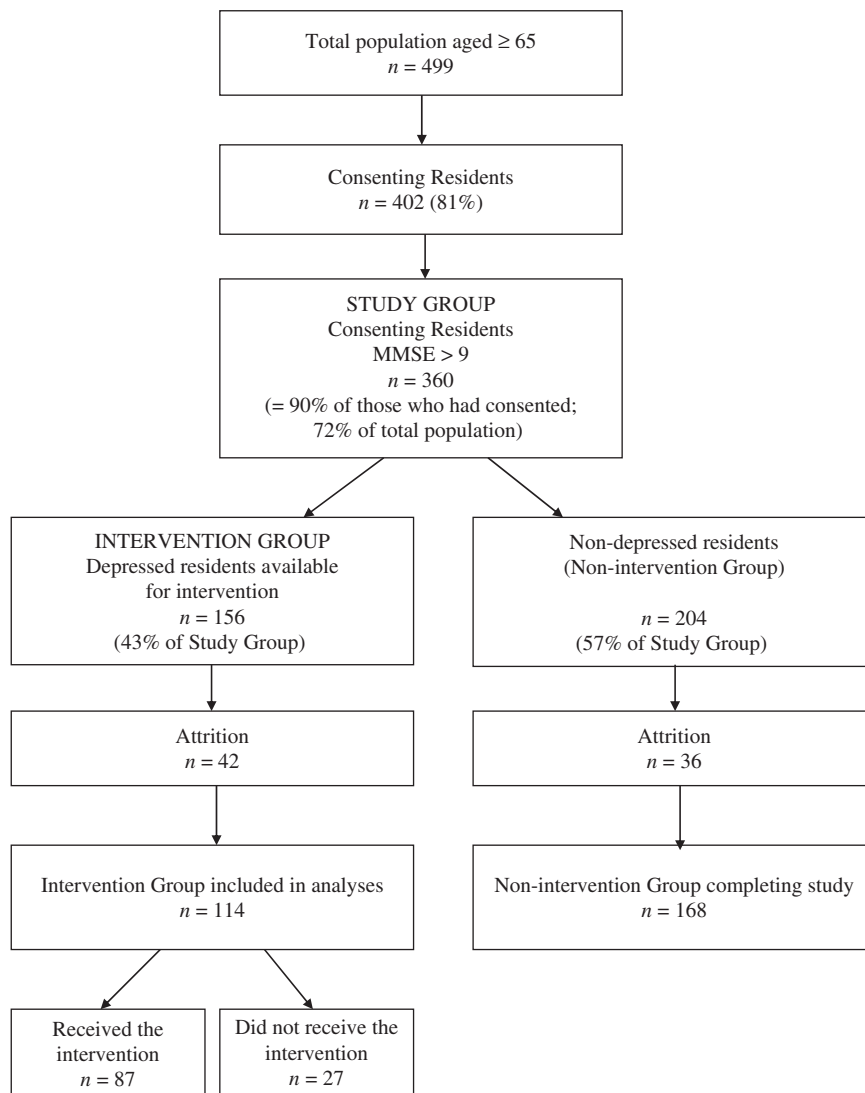 Total population aged ≥ 65
n = 499
Consenting Residents
n = 402 (81%)
STUDY GROUP
Consenting Residents
MMSE > 9
n = 360
(= 90% of those who had consented;
72% of total population)
INTERVENTION GROUP
Depressed residents available
for intervention
n = 156
(43% of Study Group)
Non-depressed residents
(Non-intervention Group)
n = 204
(57% of Study Group)
Attrition
n = 42
Attrition
n = 36
Intervention Group included in analyses
n = 114
Non-intervention Group completing study
n = 168
Received the
intervention
n = 87
Did not receive the
intervention
n = 27